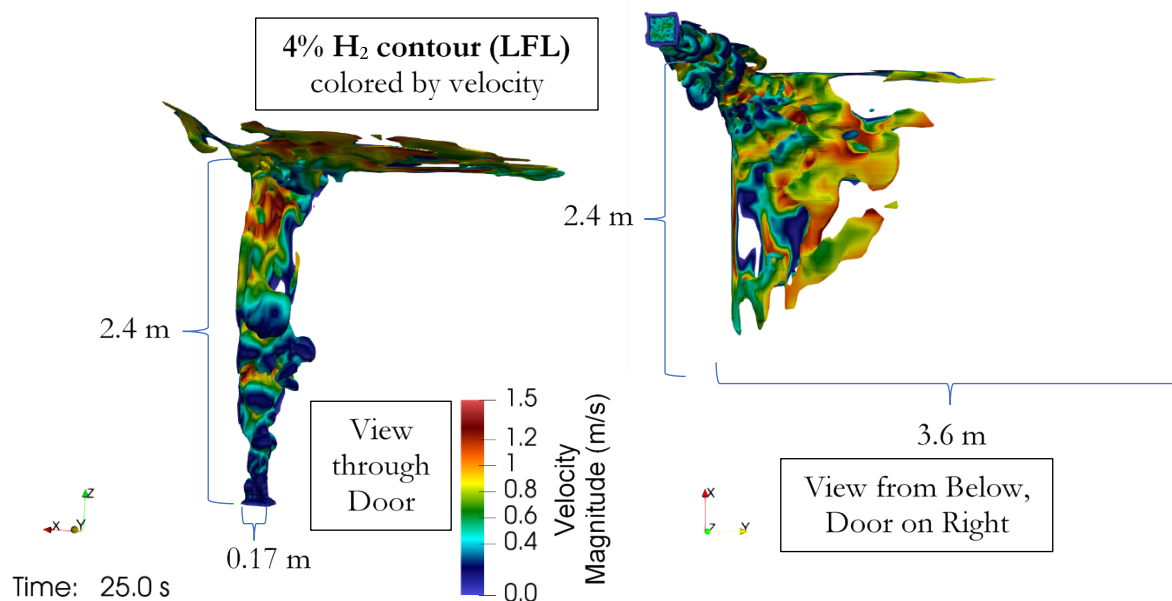 4% H₂ contour (LFL)
colored by velocity
2.4 m
2.4 m
3.6 m
View
through
Door
1.5
1.2
1
0.8
0.6
0.4
0.0
Velocity
Magnitude (m/s)
View from Below,
Door on Right
0.17 m
X
Y
Z
X
Y
Z
Time: 25.0 s